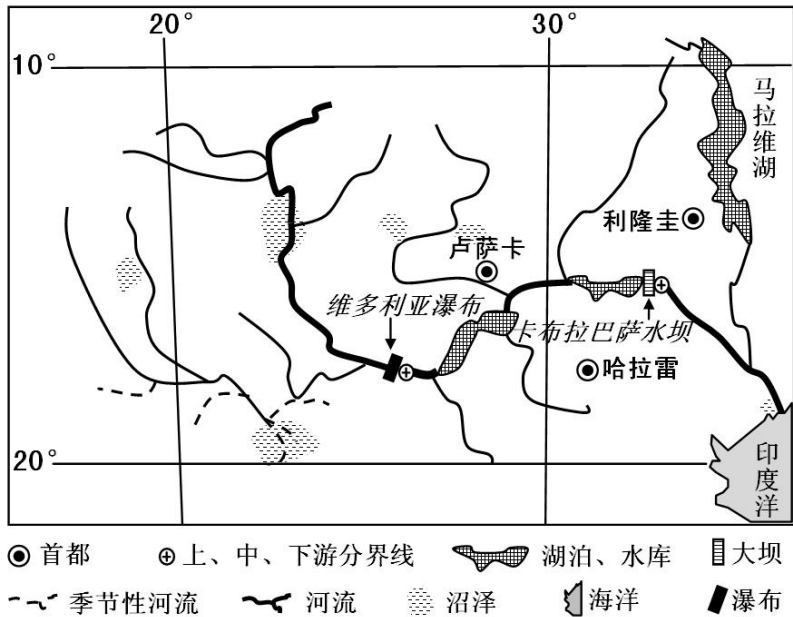 20°
30°
10°
马拉维湖
利隆圭
卢萨卡
维多利亚瀑布
卡布拉巴萨水坝
哈拉雷
20°
印度洋
首都
上、中、下游分界线
湖泊、水库
大坝
季节性河流
河流
沼泽
海洋
瀑布